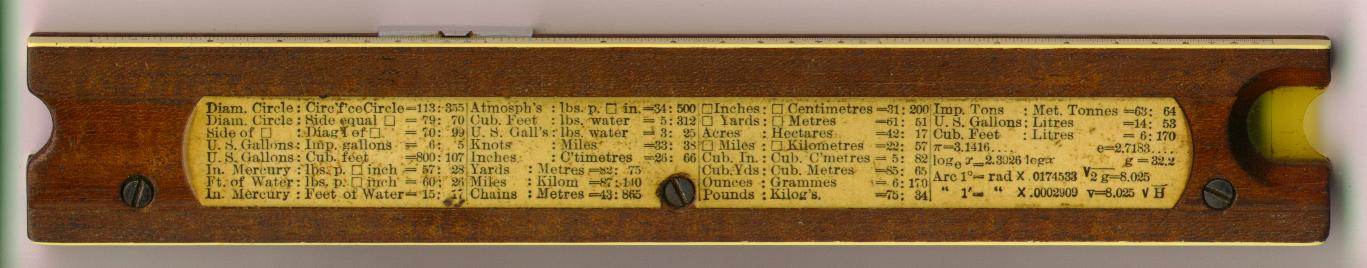 Diam. Circle : Circ'f'ceCircle=113: 355
Diam. Circle : Side equal □ = 79: 70
Side of □ : Diag'l of □. = 70: 99
U. S. Gallons: Imp. gallons = 6: 5
U. S. Gallons: Cub. feet =800: 107
In. Mercury : lbs. p. □ inch = 57: 28
Ft. of Water: lbs. p. □ inch = 60: 26
In. Mercury : Feet of Water= 15: 17
Atmosph's : lbs. p. □ in.=34: 500
Cub. Feet : lbs. water = 5: 312
U. S. Gall's : lbs. water = 3: 25
Knots : Miles =33: 38
Inches : C'timetres =26: 66
Yards : Metres =82: 75
Miles : Kilom =87:140
Chains : Metres =43: 865
□Inches : □ Centimetres =31: 200
□ Yards : □ Metres =61: 51
Acres : Hectares =42: 17
□ Miles : □ Kilometres =22: 57
Cub. In. : Cub. C'metres = 5: 82
Cub.Yds : Cub. Metres =85: 65
Ounces : Grammes = 6: 170
Pounds : Kilog's. =75: 34
Imp. Tons : Met. Tonnes =63: 64
U. S. Gallons: Litres =14: 53
Cub. Feet : Litres = 6: 170
π=3.1416.... e=2.7183....
logₑ x=2.3026 log x g = 32.2
Arc 1°= rad X .0174533 √2 g=8.025
" 1'= " X .0002909 v=8.025 √H